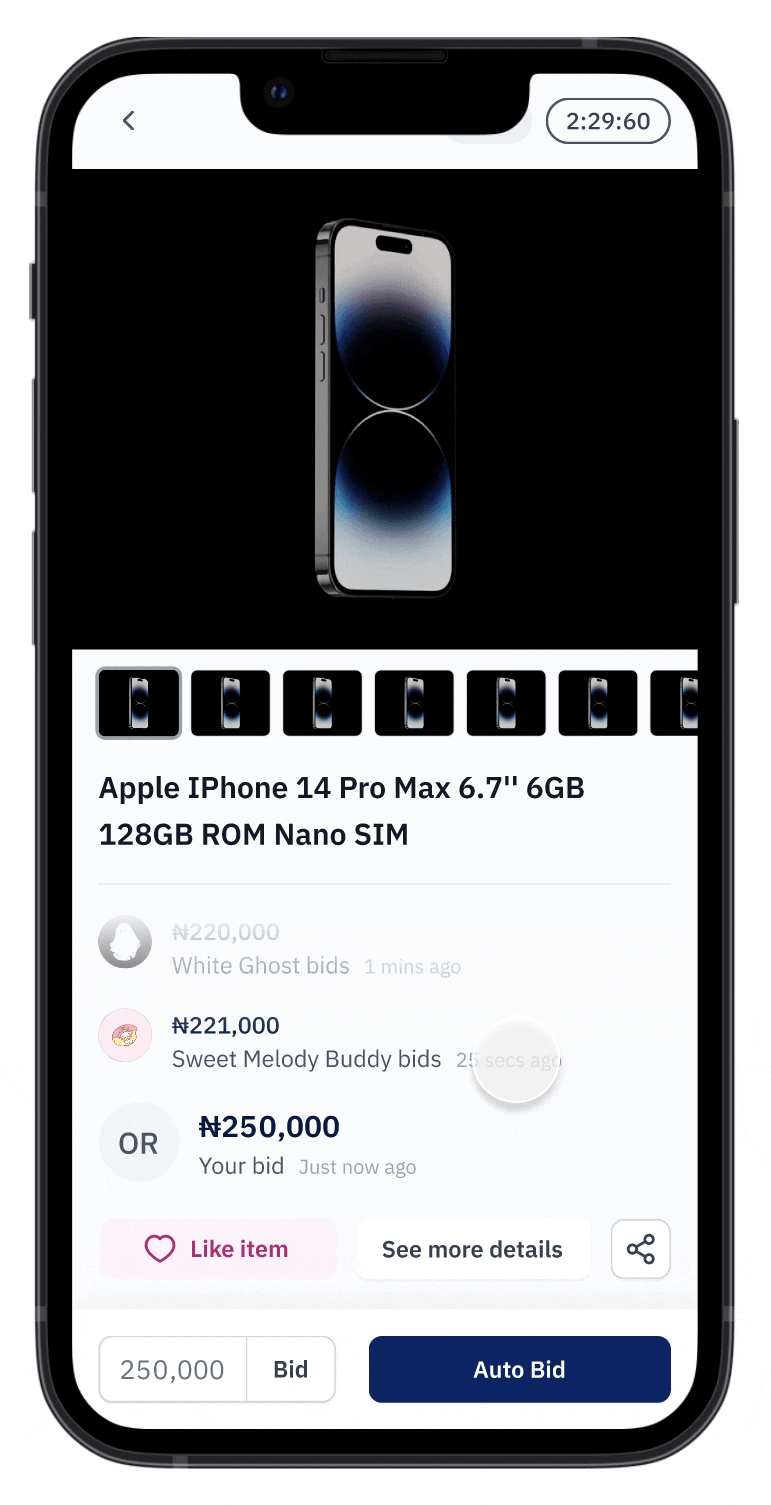 2:29:60
Apple IPhone 14 Pro Max 6.7'' 6GB
128GB ROM Nano SIM
₦220,000
White Ghost bids 1 mins ago
₦221,000
Sweet Melody Buddy bids 25 secs ago
OR
₦250,000
Your bid Just now ago
Like item
See more details
250,000
Bid
Auto Bid